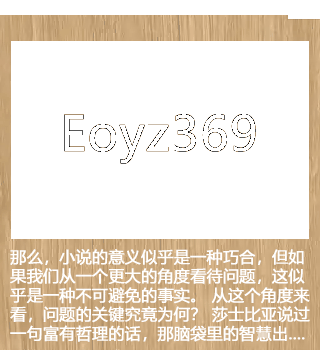 Eoyz369
那么，小说的意义似乎是一种巧合，但如
果我们从一个更大的角度看待问题，这似
乎是一种不可避免的事实。 从这个角度来
看，问题的关键究竟为何？ 莎士比亚说过
一句富有哲理的话，那脑袋里的智慧出....